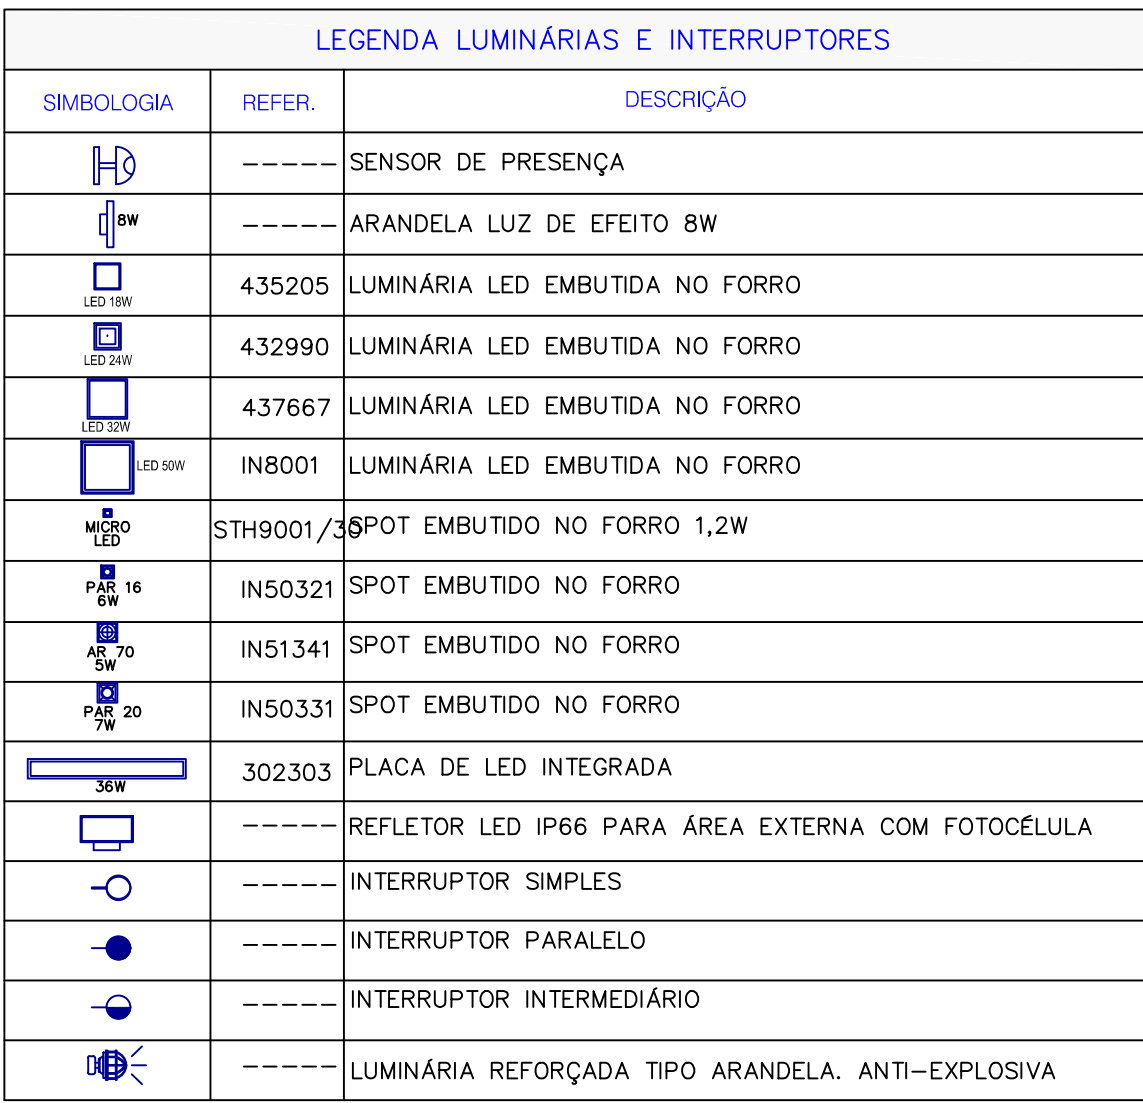 LEGENDA LUMINÁRIAS E INTERRUPTORES
SIMBOLOGIA REFER. DESCRIÇÃO
----- SENSOR DE PRESENÇA
8W ----- ARANDELA LUZ DE EFEITO 8W
LED 18W 435205 LUMINÁRIA LED EMBUTIDA NO FORRO
LED 24W 432990 LUMINÁRIA LED EMBUTIDA NO FORRO
LED 32W 437667 LUMINÁRIA LED EMBUTIDA NO FORRO
LED 50W IN8001 LUMINÁRIA LED EMBUTIDA NO FORRO
MICRO
LED STH9001/30 SPOT EMBUTIDO NO FORRO 1,2W
PAR 16
6W IN50321 SPOT EMBUTIDO NO FORRO
AR 70
5W IN51341 SPOT EMBUTIDO NO FORRO
PAR 20
7W IN50331 SPOT EMBUTIDO NO FORRO
36W 302303 PLACA DE LED INTEGRADA
----- REFLETOR LED IP66 PARA ÁREA EXTERNA COM FOTOCÉLULA
----- INTERRUPTOR SIMPLES
----- INTERRUPTOR PARALELO
----- INTERRUPTOR INTERMEDIÁRIO
----- LUMINÁRIA REFORÇADA TIPO ARANDELA. ANTI-EXPLOSIVA